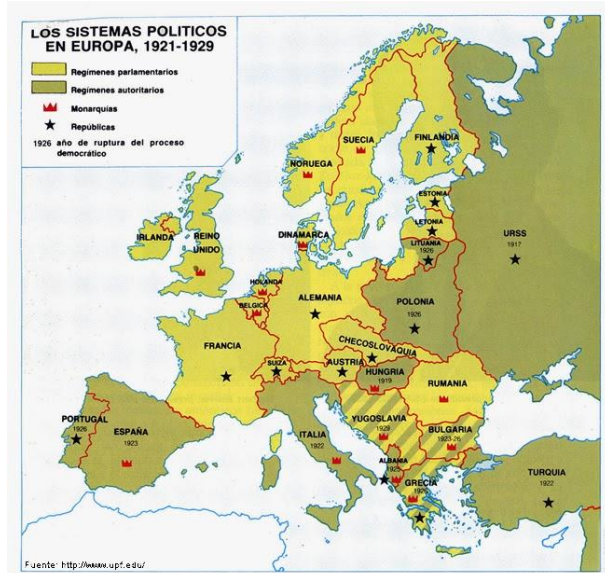 LOS SISTEMAS POLITICOS
EN EUROPA, 1921-1929
Regímenes parlamentarios
Regímenes autoritarios
Monarquías
Repúblicas
1926 año de ruptura del proceso
democrático
NORUEGA
SUECIA
FINLANDIA
ESTONIA
LETONIA
LITUANIA
1926
URSS
1917
IRLANDA
REINO
UNIDO
DINAMARCA
HOLANDA
BELGICA
ALEMANIA
POLONIA
1926
FRANCIA
SUIZA
CHECOSLOVAQUIA
AUSTRIA
HUNGRIA
1919
RUMANIA
YUGOSLAVIA
1929
BULGARIA
1923-26
PORTUGAL
1926
ESPAÑA
1923
ITALIA
1922
ALBANIA
1925
GRECIA
TURQUIA
1922
Fuente: http://www.upf.edu/